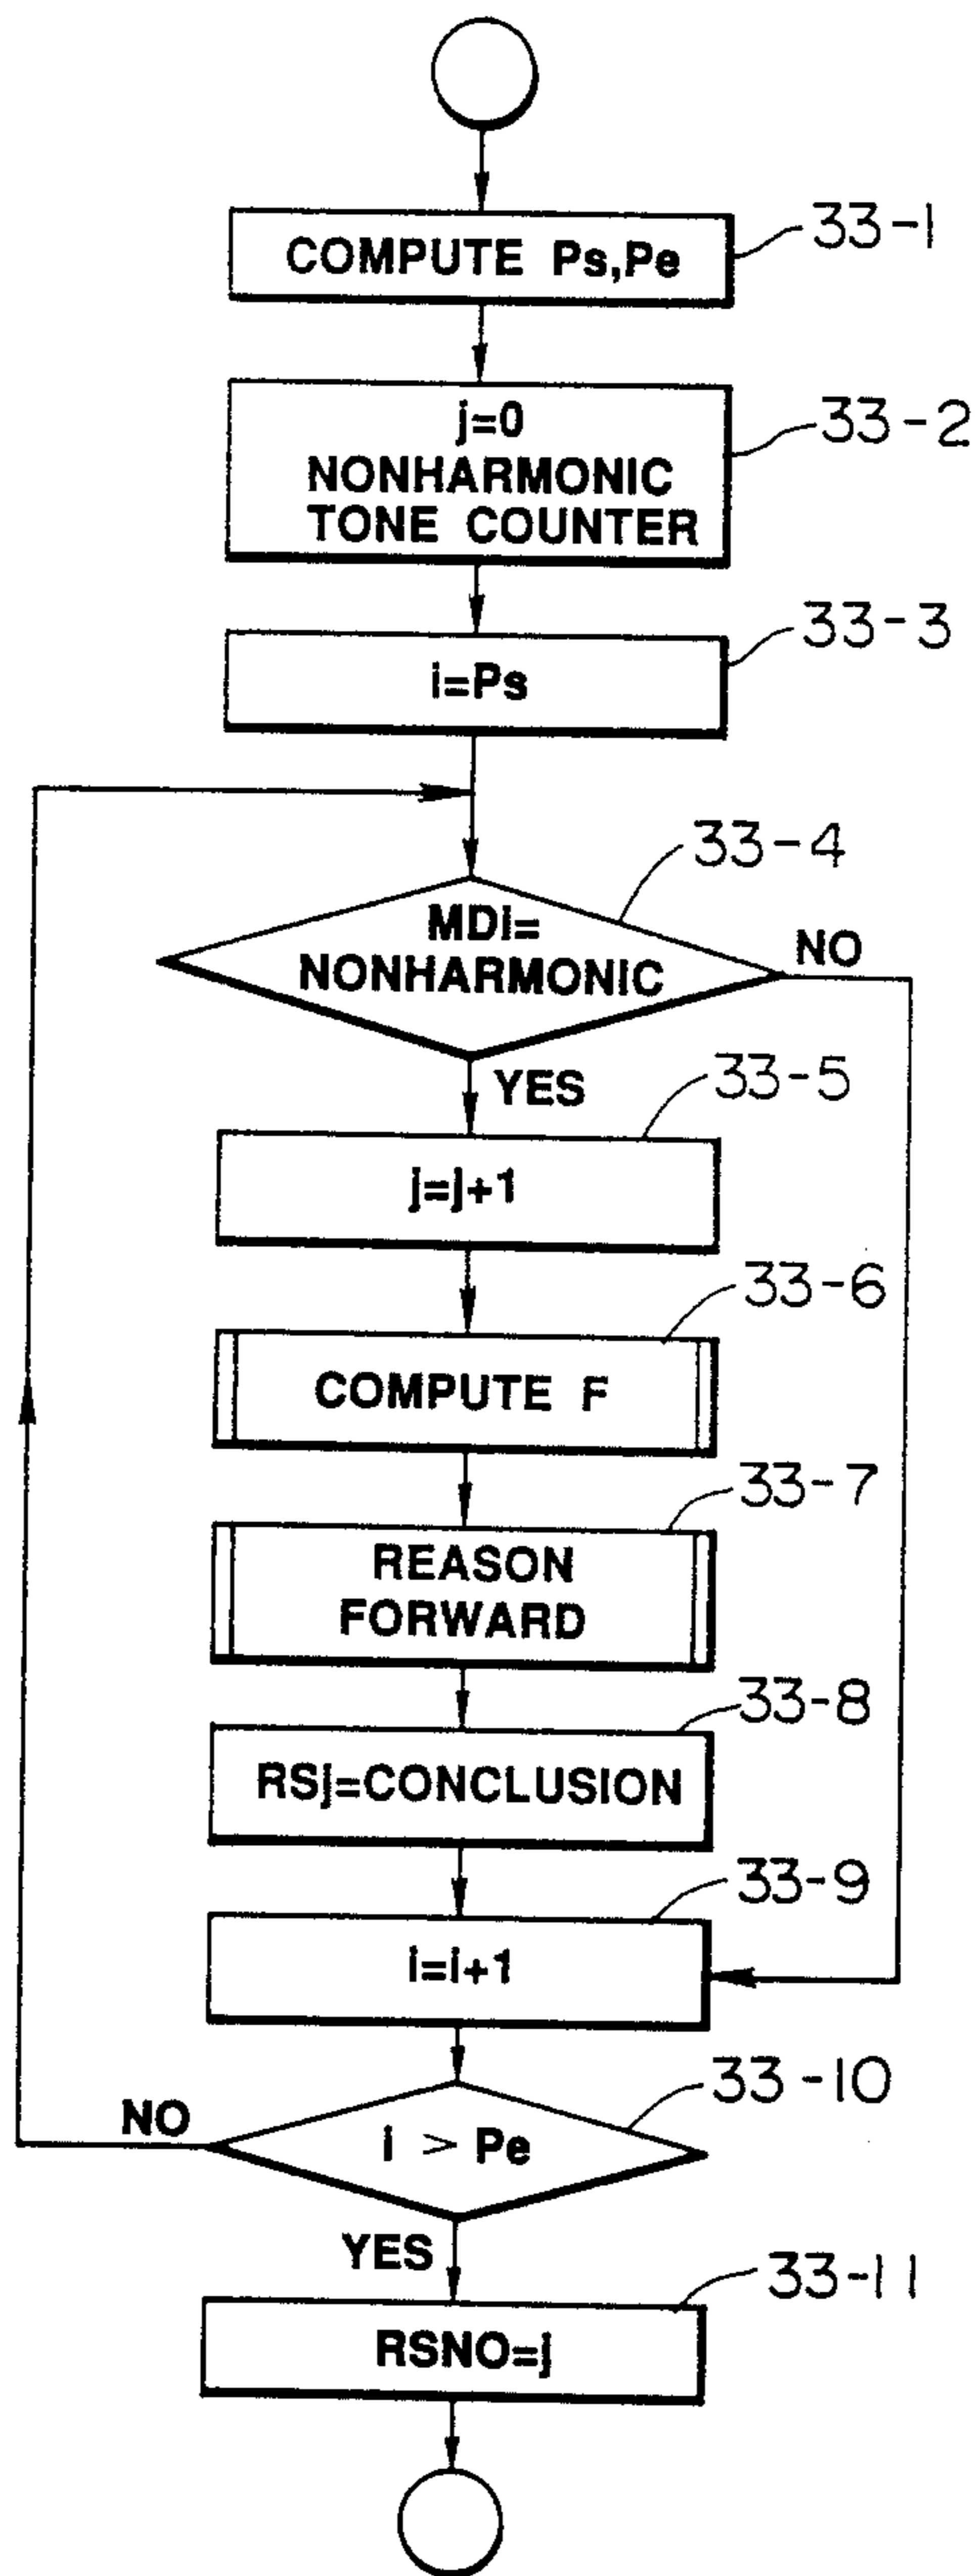 33-1
COMPUTE Ps,Pe
33-2
j=0
NONHARMONIC
TONE COUNTER
33-3
i=Ps
33-4
MDi=
NONHARMONIC
NO
YES
33-5
j=j+1
33-6
COMPUTE F
33-7
REASON
FORWARD
33-8
RSj=CONCLUSION
33-9
i=i+1
33-10
NO
i > Pe
YES
33-11
RSNO=j